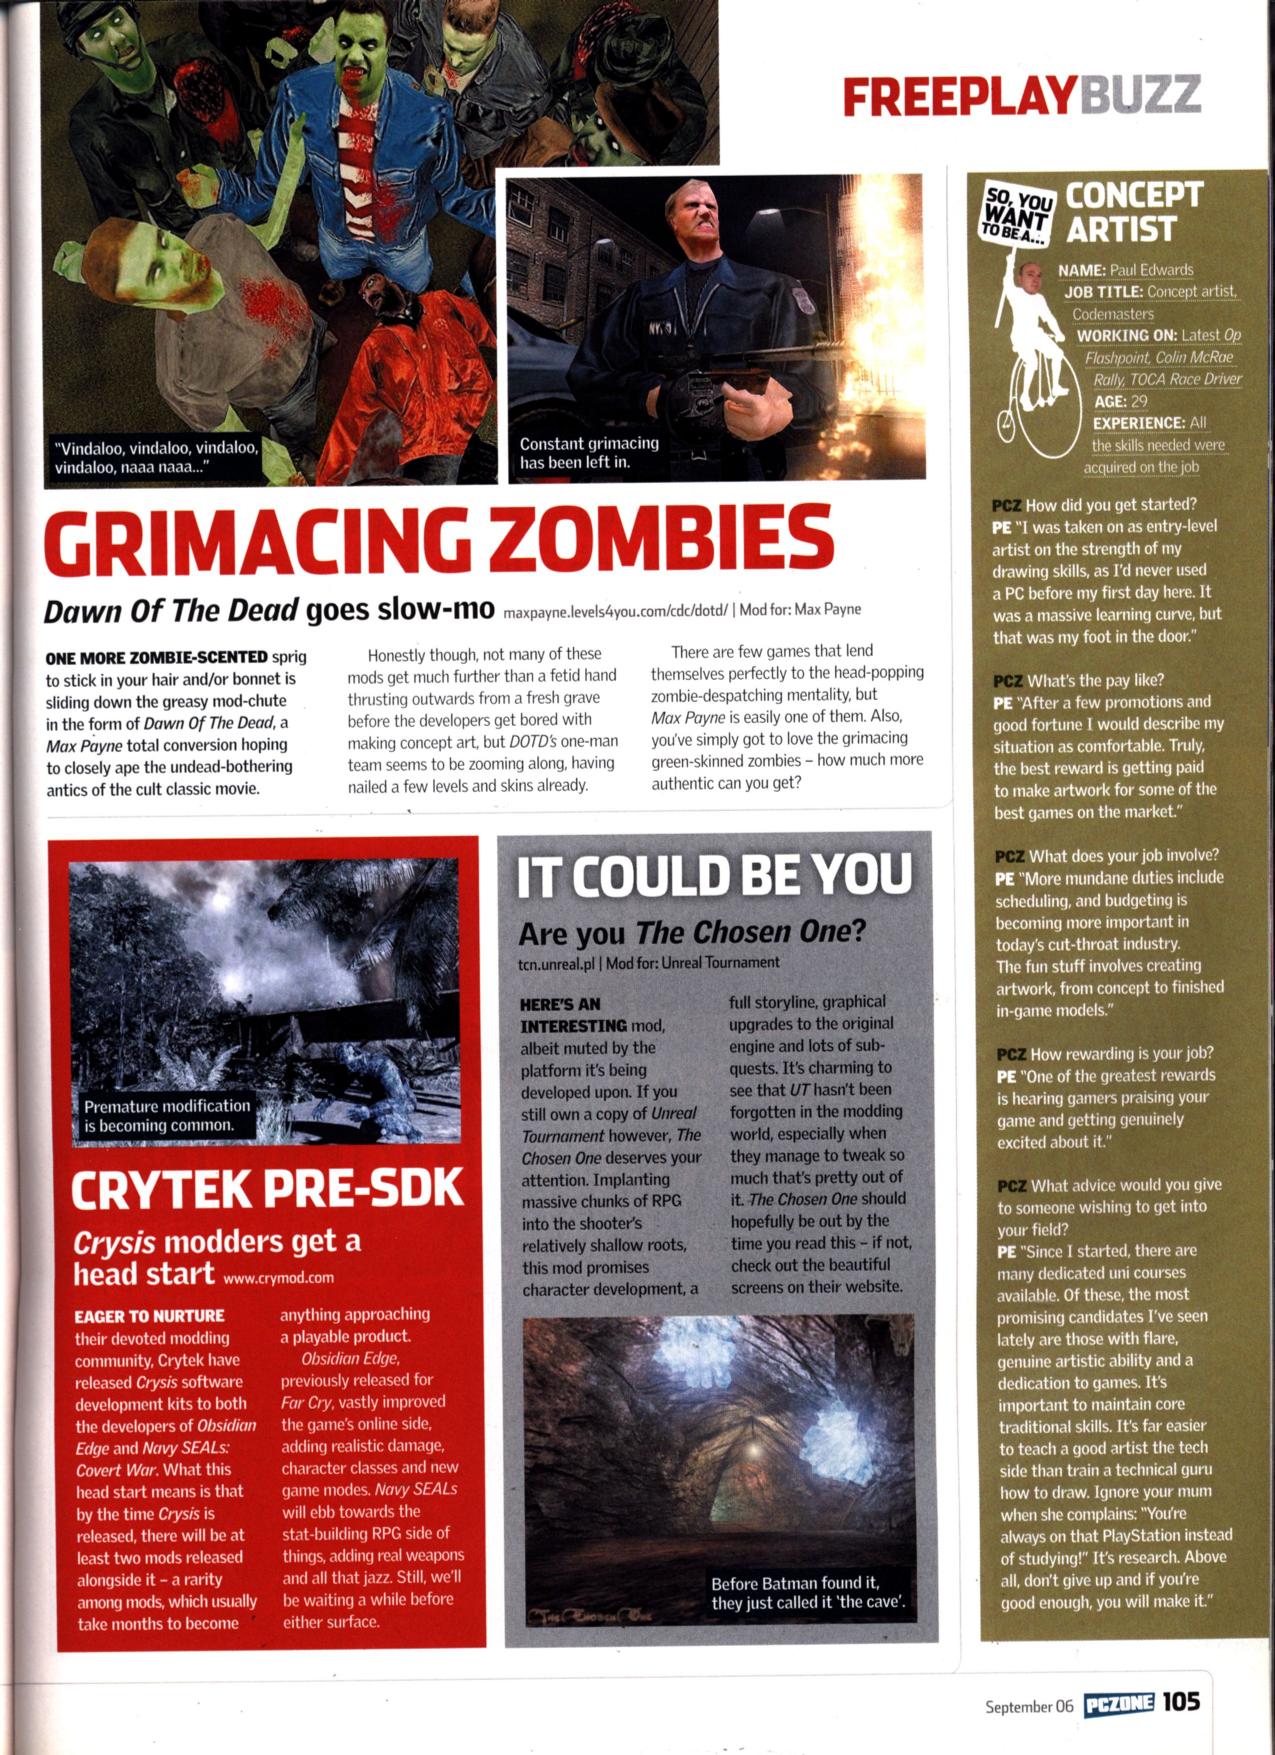 FREEPLAYBUZZ
"Vindaloo, vindaloo, vindaloo,
vindaloo, naaa naaa..."
Constant grimacing
has been left in.
GRIMACING ZOMBIES
Dawn Of The Dead goes slow-mo maxpayne.levels4you.com/cdc/dotd/ | Mod for: Max Payne
ONE MORE ZOMBIE-SCENTED sprig
to stick in your hair and/or bonnet is
sliding down the greasy mod-chute
in the form of Dawn Of The Dead, a
Max Payne total conversion hoping
to closely ape the undead-bothering
antics of the cult classic movie.
Honestly though, not many of these
mods get much further than a fetid hand
thrusting outwards from a fresh grave
before the developers get bored with
making concept art, but DOTD's one-man
team seems to be zooming along, having
nailed a few levels and skins already.
There are few games that lend
themselves perfectly to the head-popping
zombie-despatching mentality, but
Max Payne is easily one of them. Also,
you've simply got to love the grimacing
green-skinned zombies – how much more
authentic can you get?
Premature modification
is becoming common.
CRYTEK PRE-SDK
Crysis modders get a
head start www.crymod.com
EAGER TO NURTURE
their devoted modding
community, Crytek have
released Crysis software
development kits to both
the developers of Obsidian
Edge and Navy SEALs:
Covert War. What this
head start means is that
by the time Crysis is
released, there will be at
least two mods released
alongside it – a rarity
among mods, which usually
take months to become
anything approaching
a playable product.
Obsidian Edge,
previously released for
Far Cry, vastly improved
the game's online side,
adding realistic damage,
character classes and new
game modes. Navy SEALs
will ebb towards the
stat-building RPG side of
things, adding real weapons
and all that jazz. Still, we'll
be waiting a while before
either surface.
IT COULD BE YOU
Are you The Chosen One?
tcn.unreal.pl | Mod for: Unreal Tournament
HERE'S AN
INTERESTING mod,
albeit muted by the
platform it's being
developed upon. If you
still own a copy of Unreal
Tournament however, The
Chosen One deserves your
attention. Implanting
massive chunks of RPG
into the shooter's
relatively shallow roots,
this mod promises
character development, a
full storyline, graphical
upgrades to the original
engine and lots of sub-
quests. It's charming to
see that UT hasn't been
forgotten in the modding
world, especially when
they manage to tweak so
much that's pretty out of
it. The Chosen One should
hopefully be out by the
time you read this – if not,
check out the beautiful
screens on their website.
Before Batman found it,
they just called it 'the cave'.
The Chosen One
SO, YOU
WANT
TO BE A...
CONCEPT
ARTIST
NAME: Paul Edwards
JOB TITLE: Concept artist,
Codemasters
WORKING ON: Latest Op
Flashpoint, Colin McRae
Rally, TOCA Race Driver
AGE: 29
EXPERIENCE: All
the skills needed were
acquired on the job
PCZ How did you get started?
PE "I was taken on as entry-level
artist on the strength of my
drawing skills, as I'd never used
a PC before my first day here. It
was a massive learning curve, but
that was my foot in the door."
PCZ What's the pay like?
PE "After a few promotions and
good fortune I would describe my
situation as comfortable. Truly,
the best reward is getting paid
to make artwork for some of the
best games on the market."
PCZ What does your job involve?
PE "More mundane duties include
scheduling, and budgeting is
becoming more important in
today's cut-throat industry.
The fun stuff involves creating
artwork, from concept to finished
in-game models."
PCZ How rewarding is your job?
PE "One of the greatest rewards
is hearing gamers praising your
game and getting genuinely
excited about it."
PCZ What advice would you give
to someone wishing to get into
your field?
PE "Since I started, there are
many dedicated uni courses
available. Of these, the most
promising candidates I've seen
lately are those with flare,
genuine artistic ability and a
dedication to games. It's
important to maintain core
traditional skills. It's far easier
to teach a good artist the tech
side than train a technical guru
how to draw. Ignore your mum
when she complains: "You're
always on that PlayStation instead
of studying!" It's research. Above
all, don't give up and if you're
good enough, you will make it."
September 06 PCZONE 105